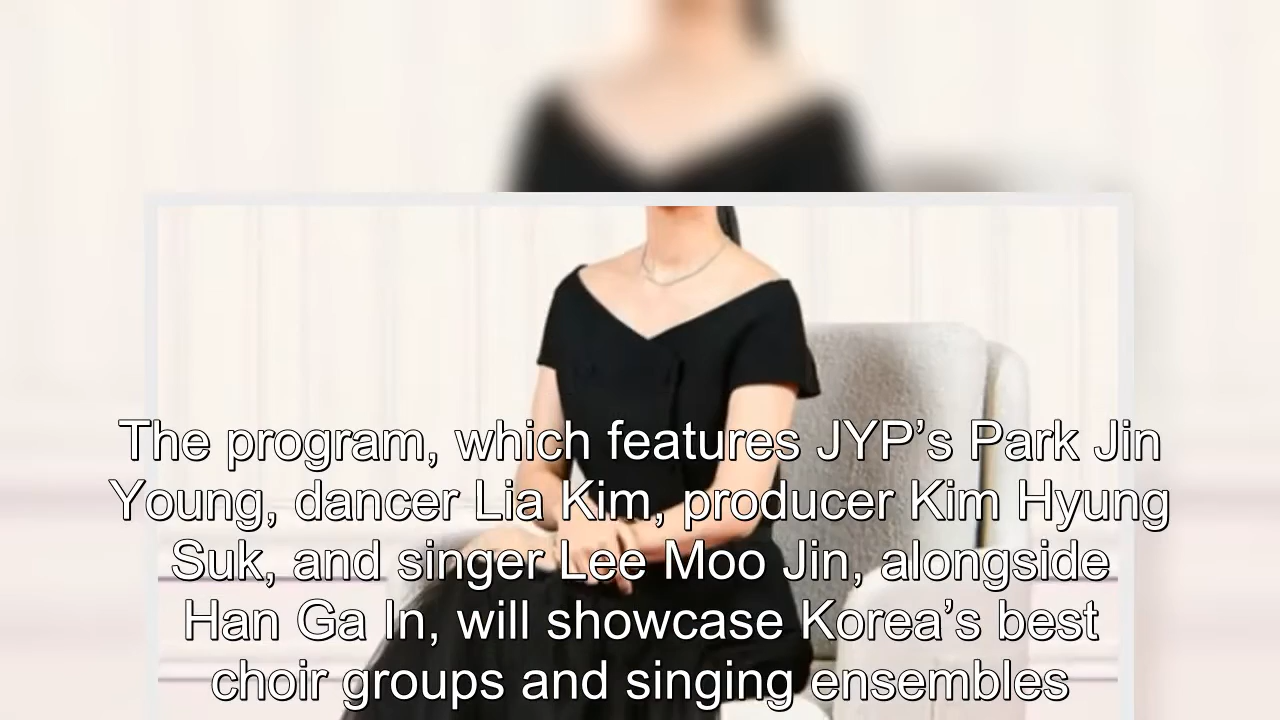 The program, which features JYP’s Park Jin
Young, dancer Lia Kim, producer Kim Hyung
Suk, and singer Lee Moo Jin, alongside
Han Ga In, will showcase Korea’s best
choir groups and singing ensembles